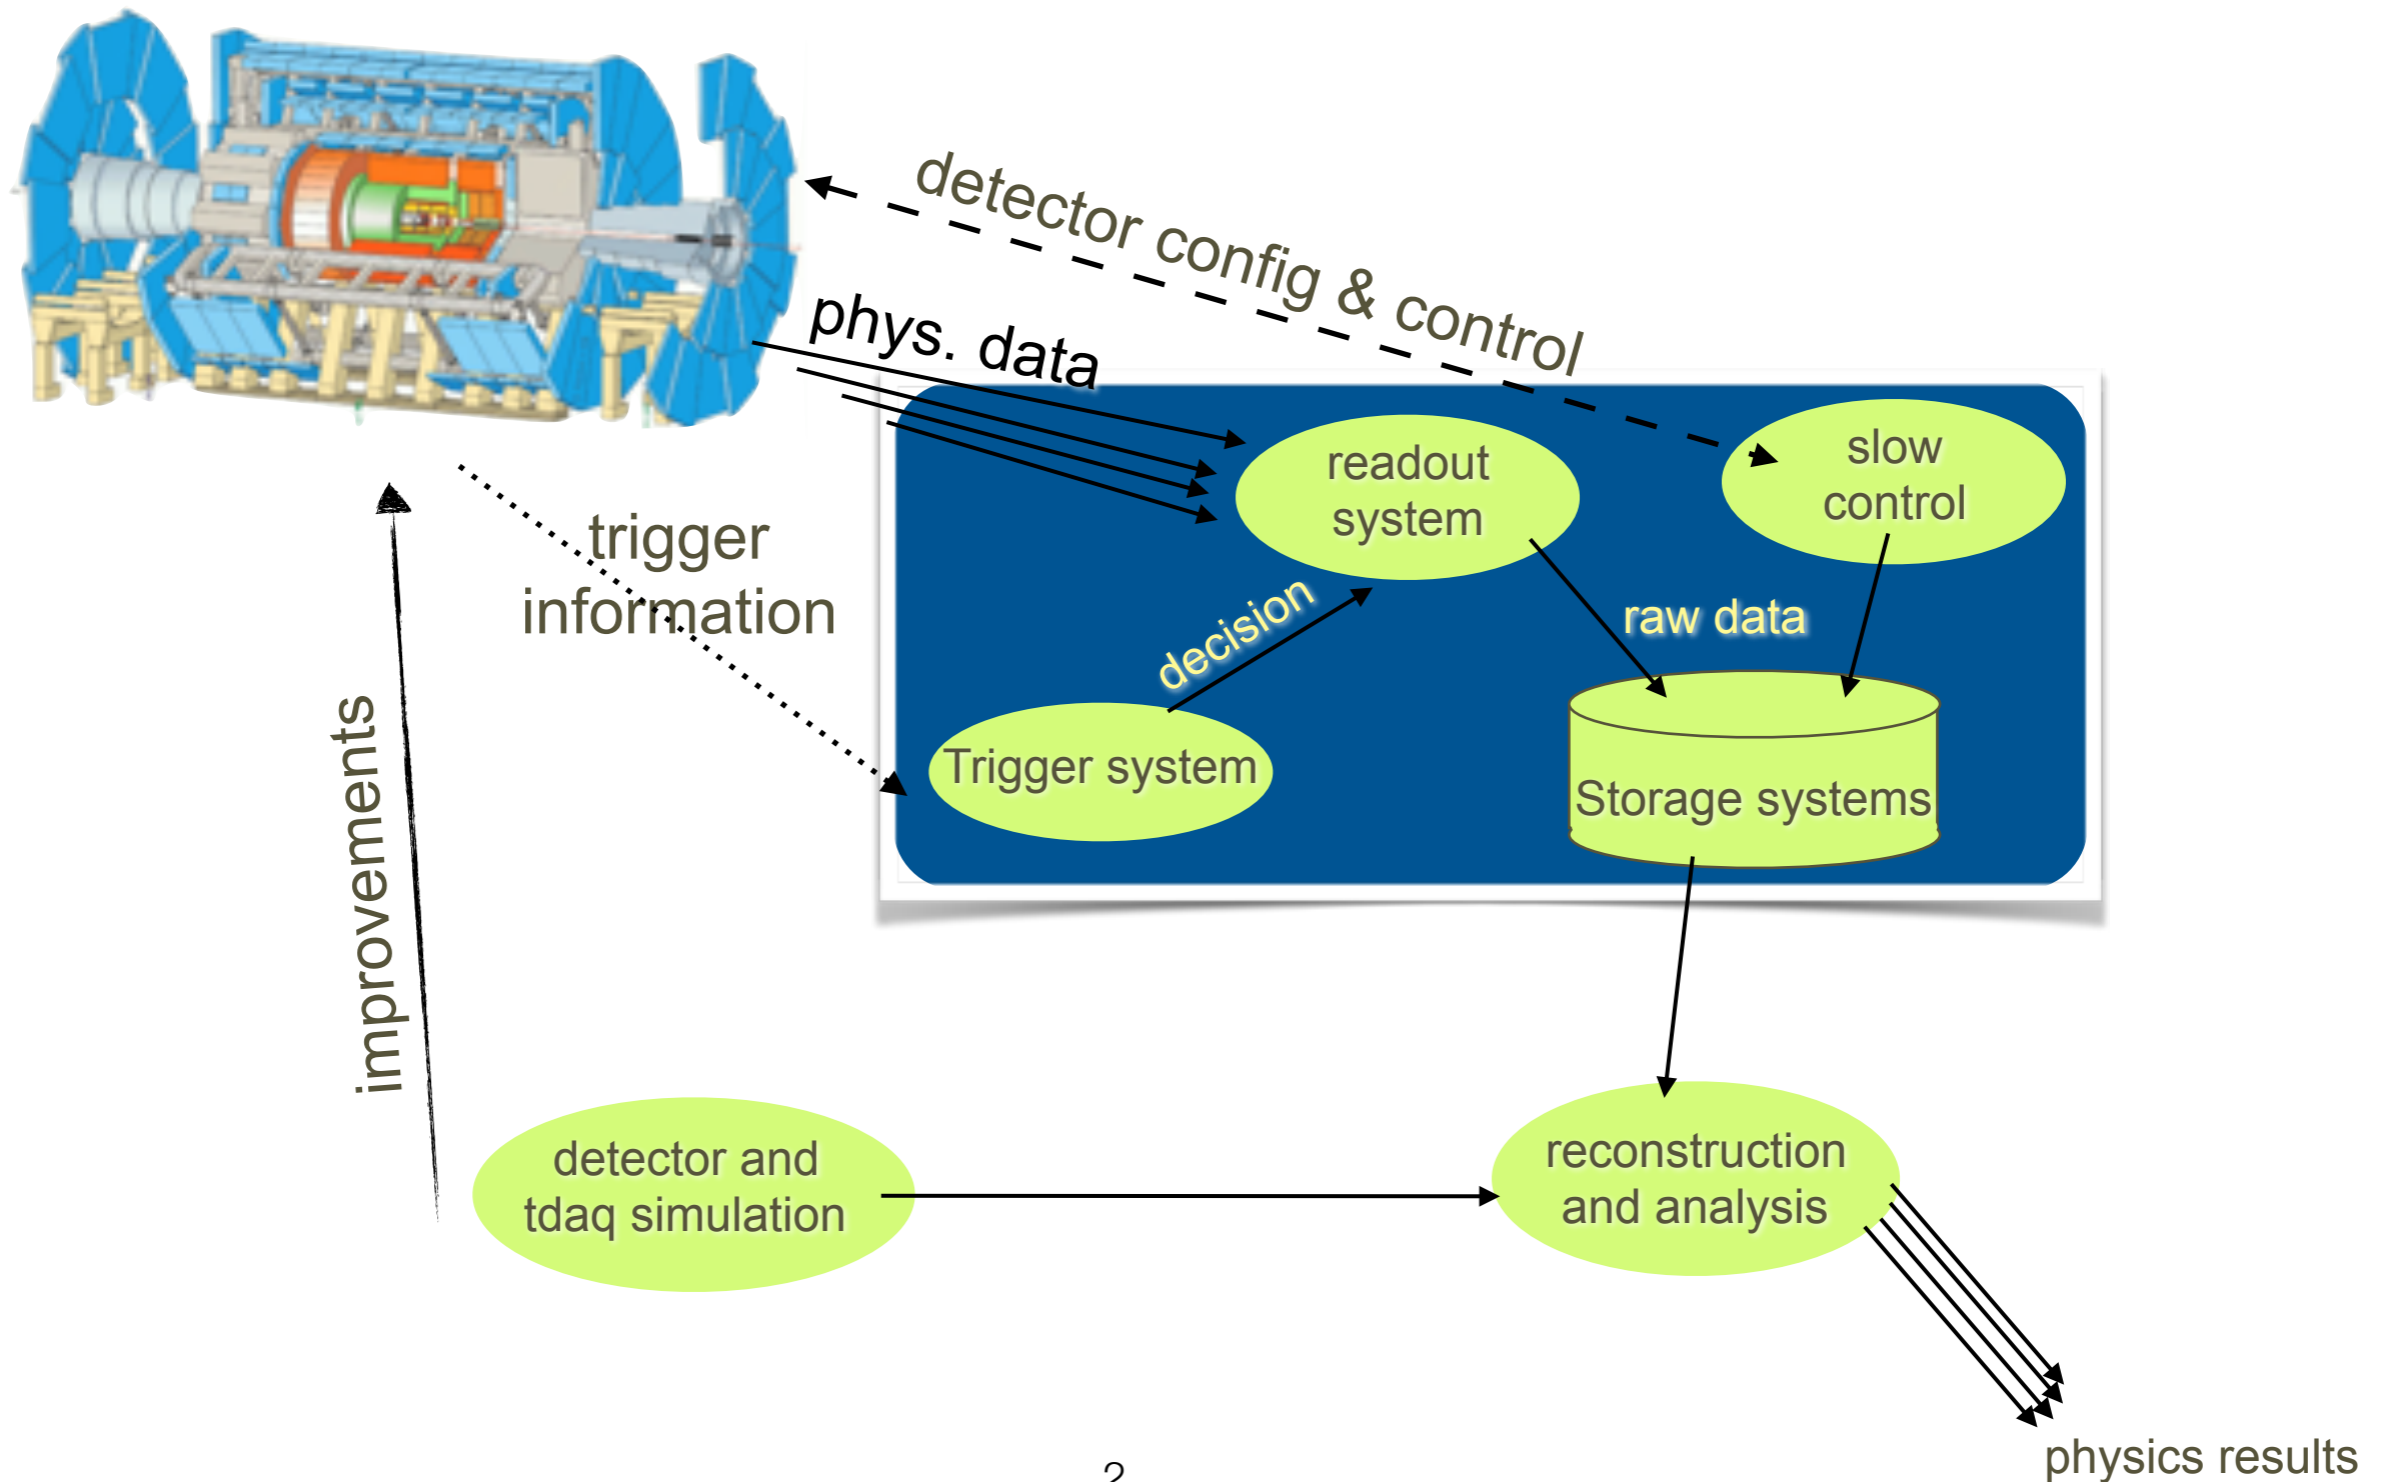 detector config & control
phys. data
readout
system
slow
control
trigger
information
decision
raw data
Trigger system
Storage systems
improvements
detector and
tdaq simulation
reconstruction
and analysis
physics results
2